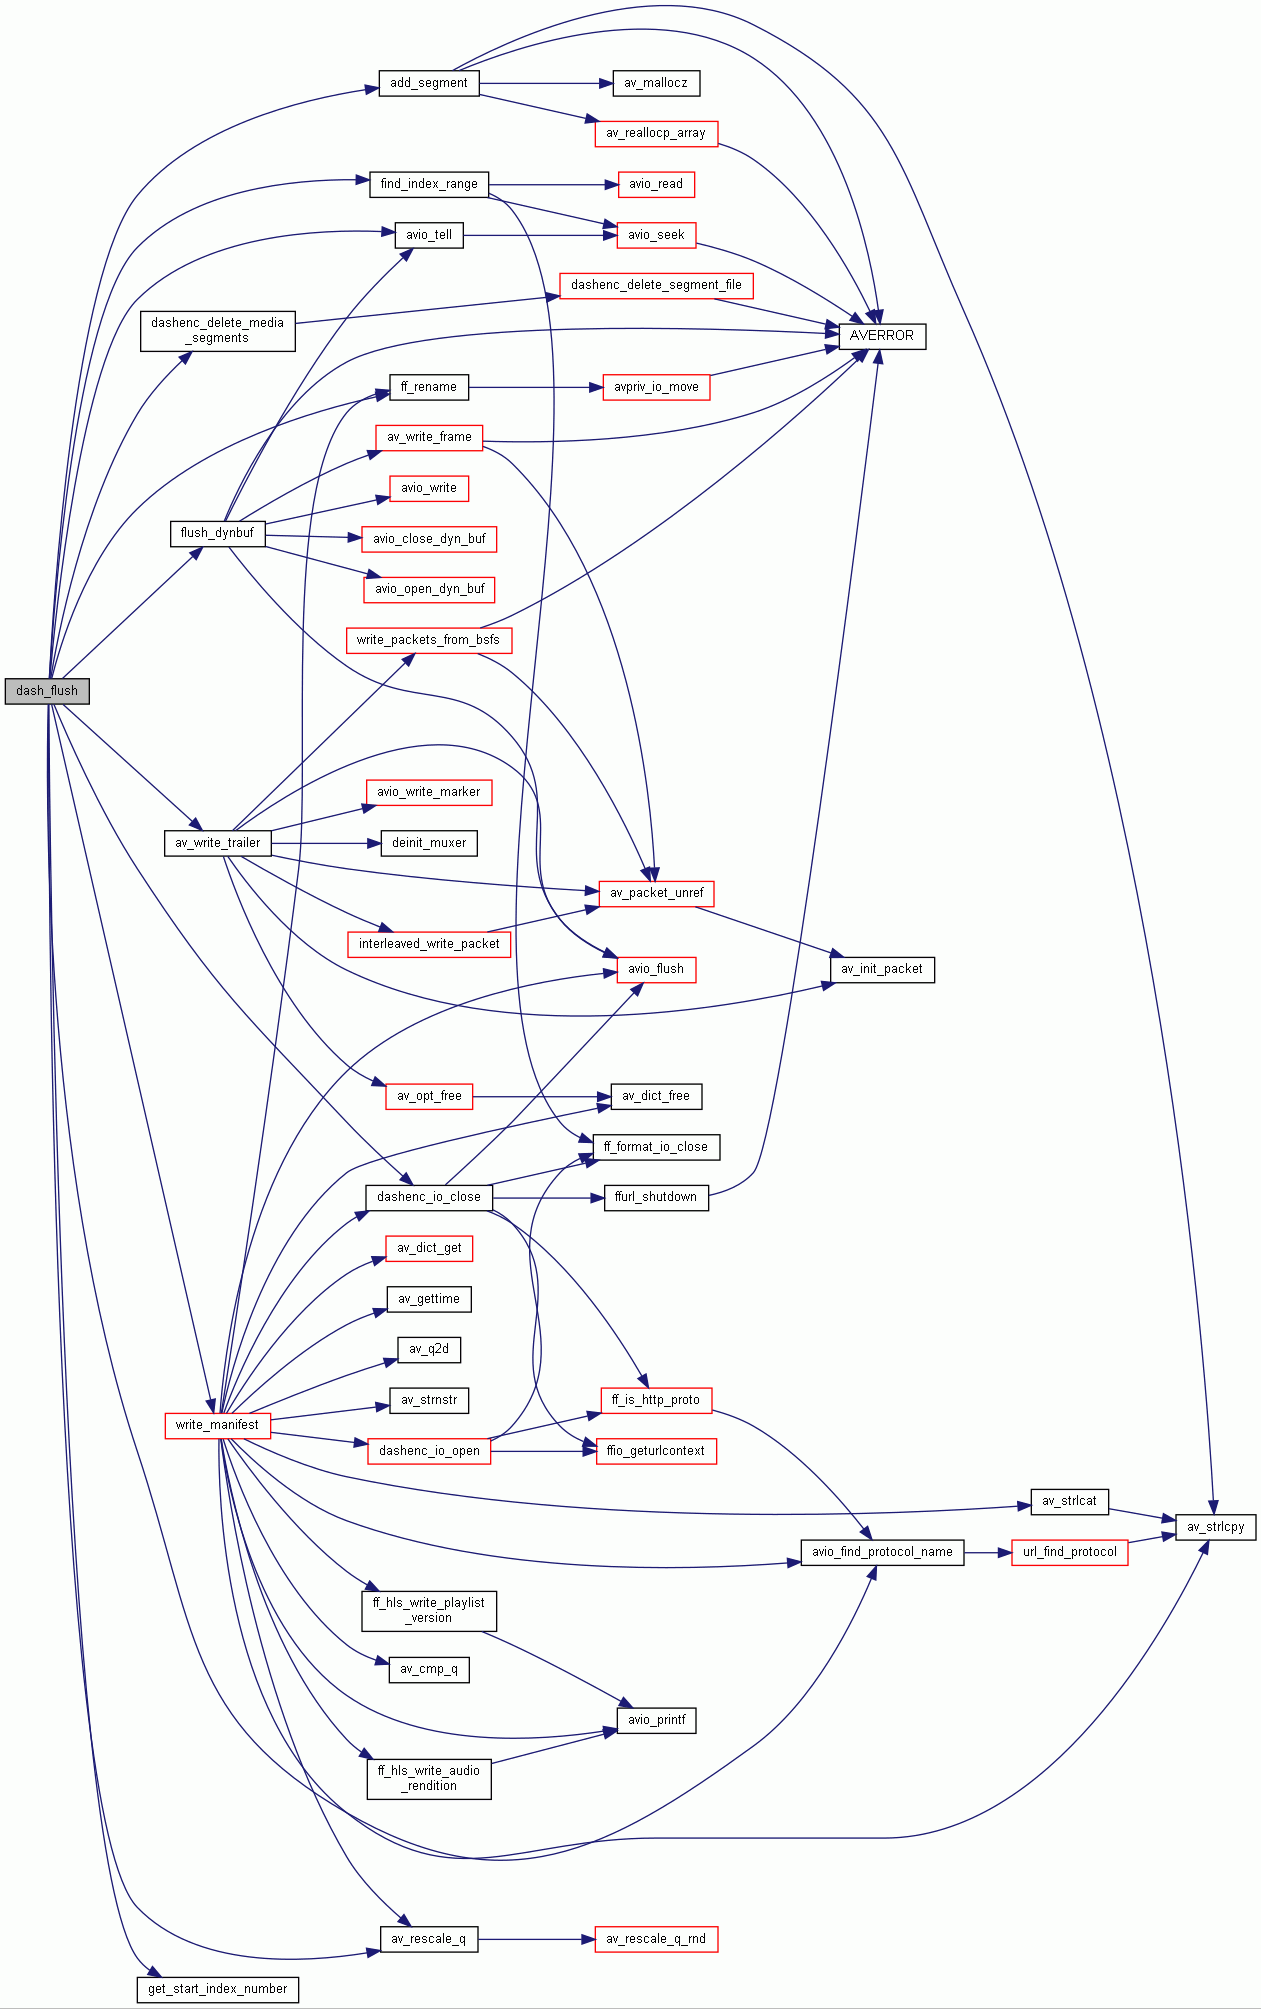 add_segment
av_mallocz
av_reallocp_array
find_index_range
avio_read
avio_tell
avio_seek
dashenc_delete_segment_file
dashenc_delete_media
_segments
AVERROR
ff_rename
avpriv_io_move
av_write_frame
avio_write
flush_dynbuf
avio_close_dyn_buf
avio_open_dyn_buf
write_packets_from_bsfs
dash_flush
avio_write_marker
av_write_trailer
deinit_muxer
av_packet_unref
interleaved_write_packet
avio_flush
av_init_packet
av_opt_free
av_dict_free
ff_format_io_close
dashenc_io_close
ffurl_shutdown
av_dict_get
av_gettime
av_q2d
av_strnstr
ff_is_http_proto
write_manifest
dashenc_io_open
ffio_geturlcontext
av_strlcat
av_strlcpy
avio_find_protocol_name
url_find_protocol
ff_hls_write_playlist
_version
av_cmp_q
avio_printf
ff_hls_write_audio
_rendition
av_rescale_q
av_rescale_q_rnd
get_start_index_number